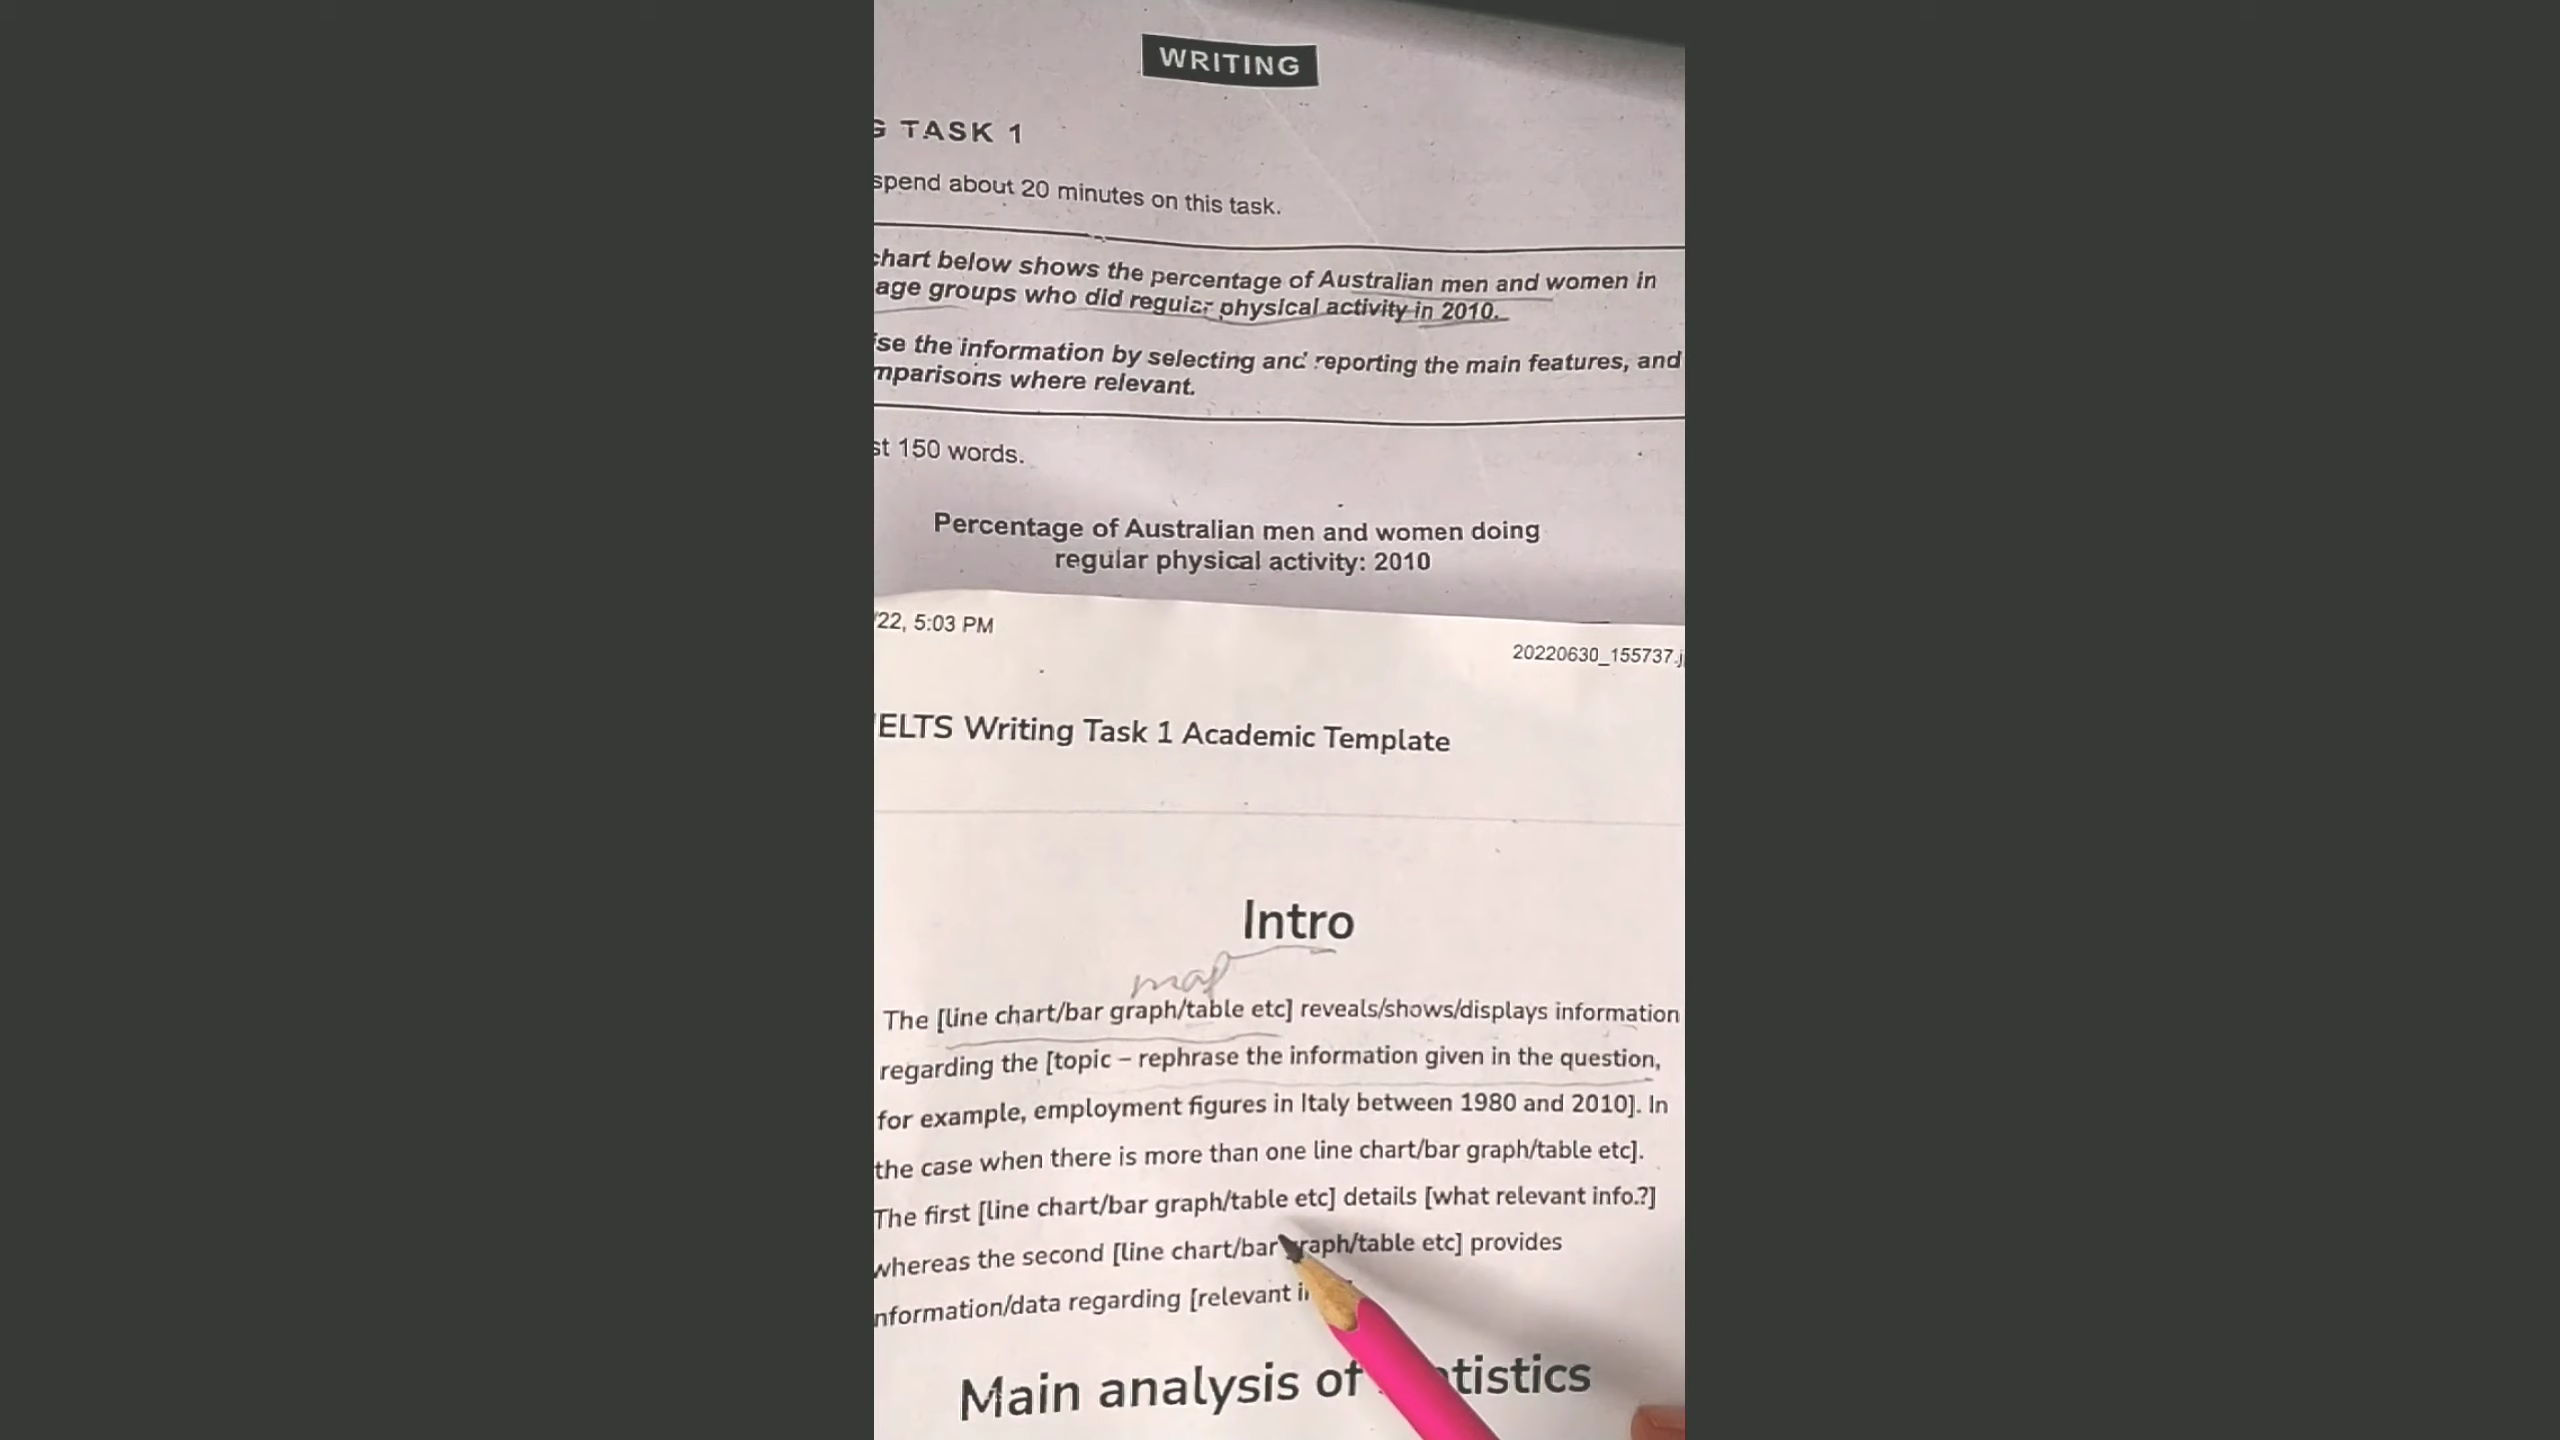 WRITING
G TASK 1
spend about 20 minutes on this task.
chart below shows the percentage of Australian men and women in
age groups who did regular physical activity in 2010.
ise the information by selecting and reporting the main features, and
mparisons where relevant.
st 150 words.
Percentage of Australian men and women doing
regular physical activity: 2010
/22, 5:03 PM
20220630_155737.j
IELTS Writing Task 1 Academic Template
Intro
map
The [line chart/bar graph/table etc] reveals/shows/displays information
regarding the [topic – rephrase the information given in the question,
for example, employment figures in Italy between 1980 and 2010]. In
the case when there is more than one line chart/bar graph/table etc].
The first [line chart/bar graph/table etc] details [what relevant info.?]
whereas the second [line chart/bar graph/table etc] provides
nformation/data regarding [relevant
Main analysis of tistics